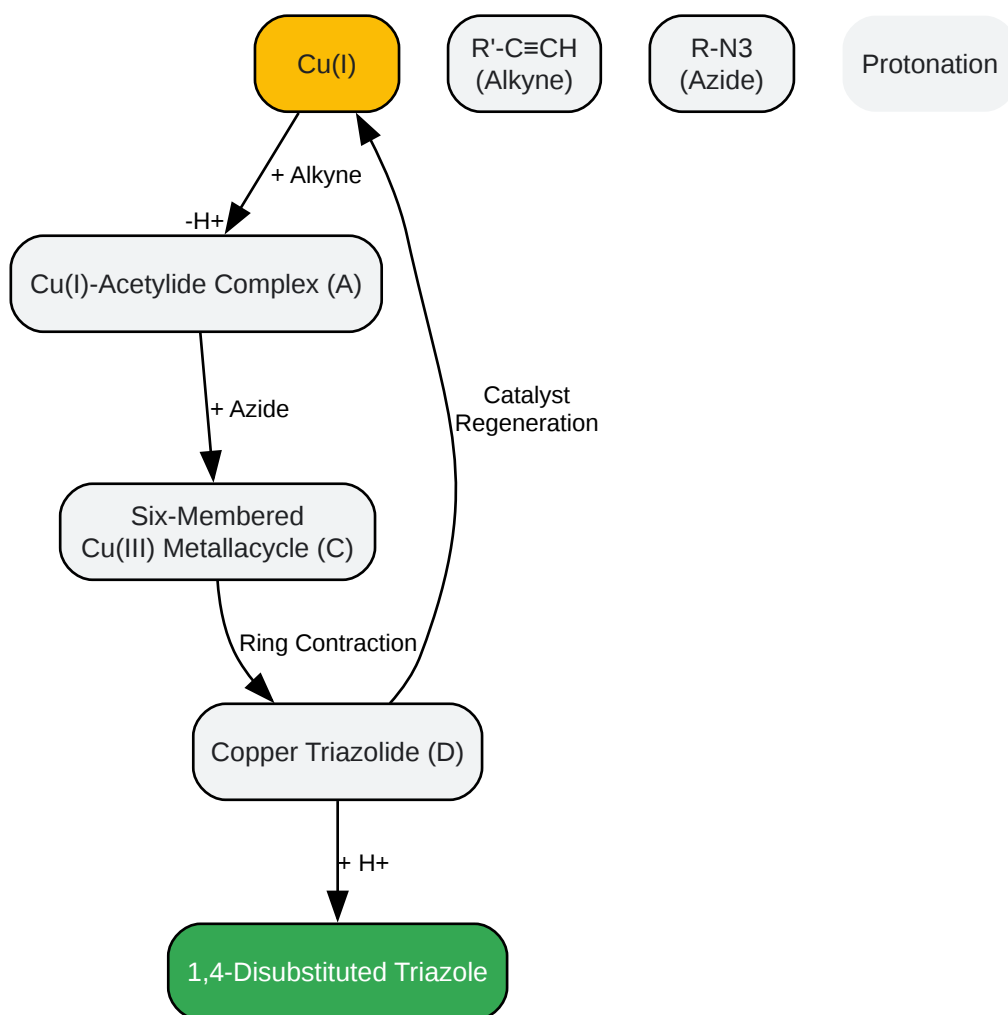 Cu(I)
R'-C≡CH
(Alkyne)
R-N3
(Azide)
Protonation
+ Alkyne
-H+
Cu(I)-Acetylide Complex (A)
+ Azide
Catalyst
Regeneration
Six-Membered
Cu(III) Metallacycle (C)
Ring Contraction
Copper Triazolide (D)
+ H+
1,4-Disubstituted Triazole